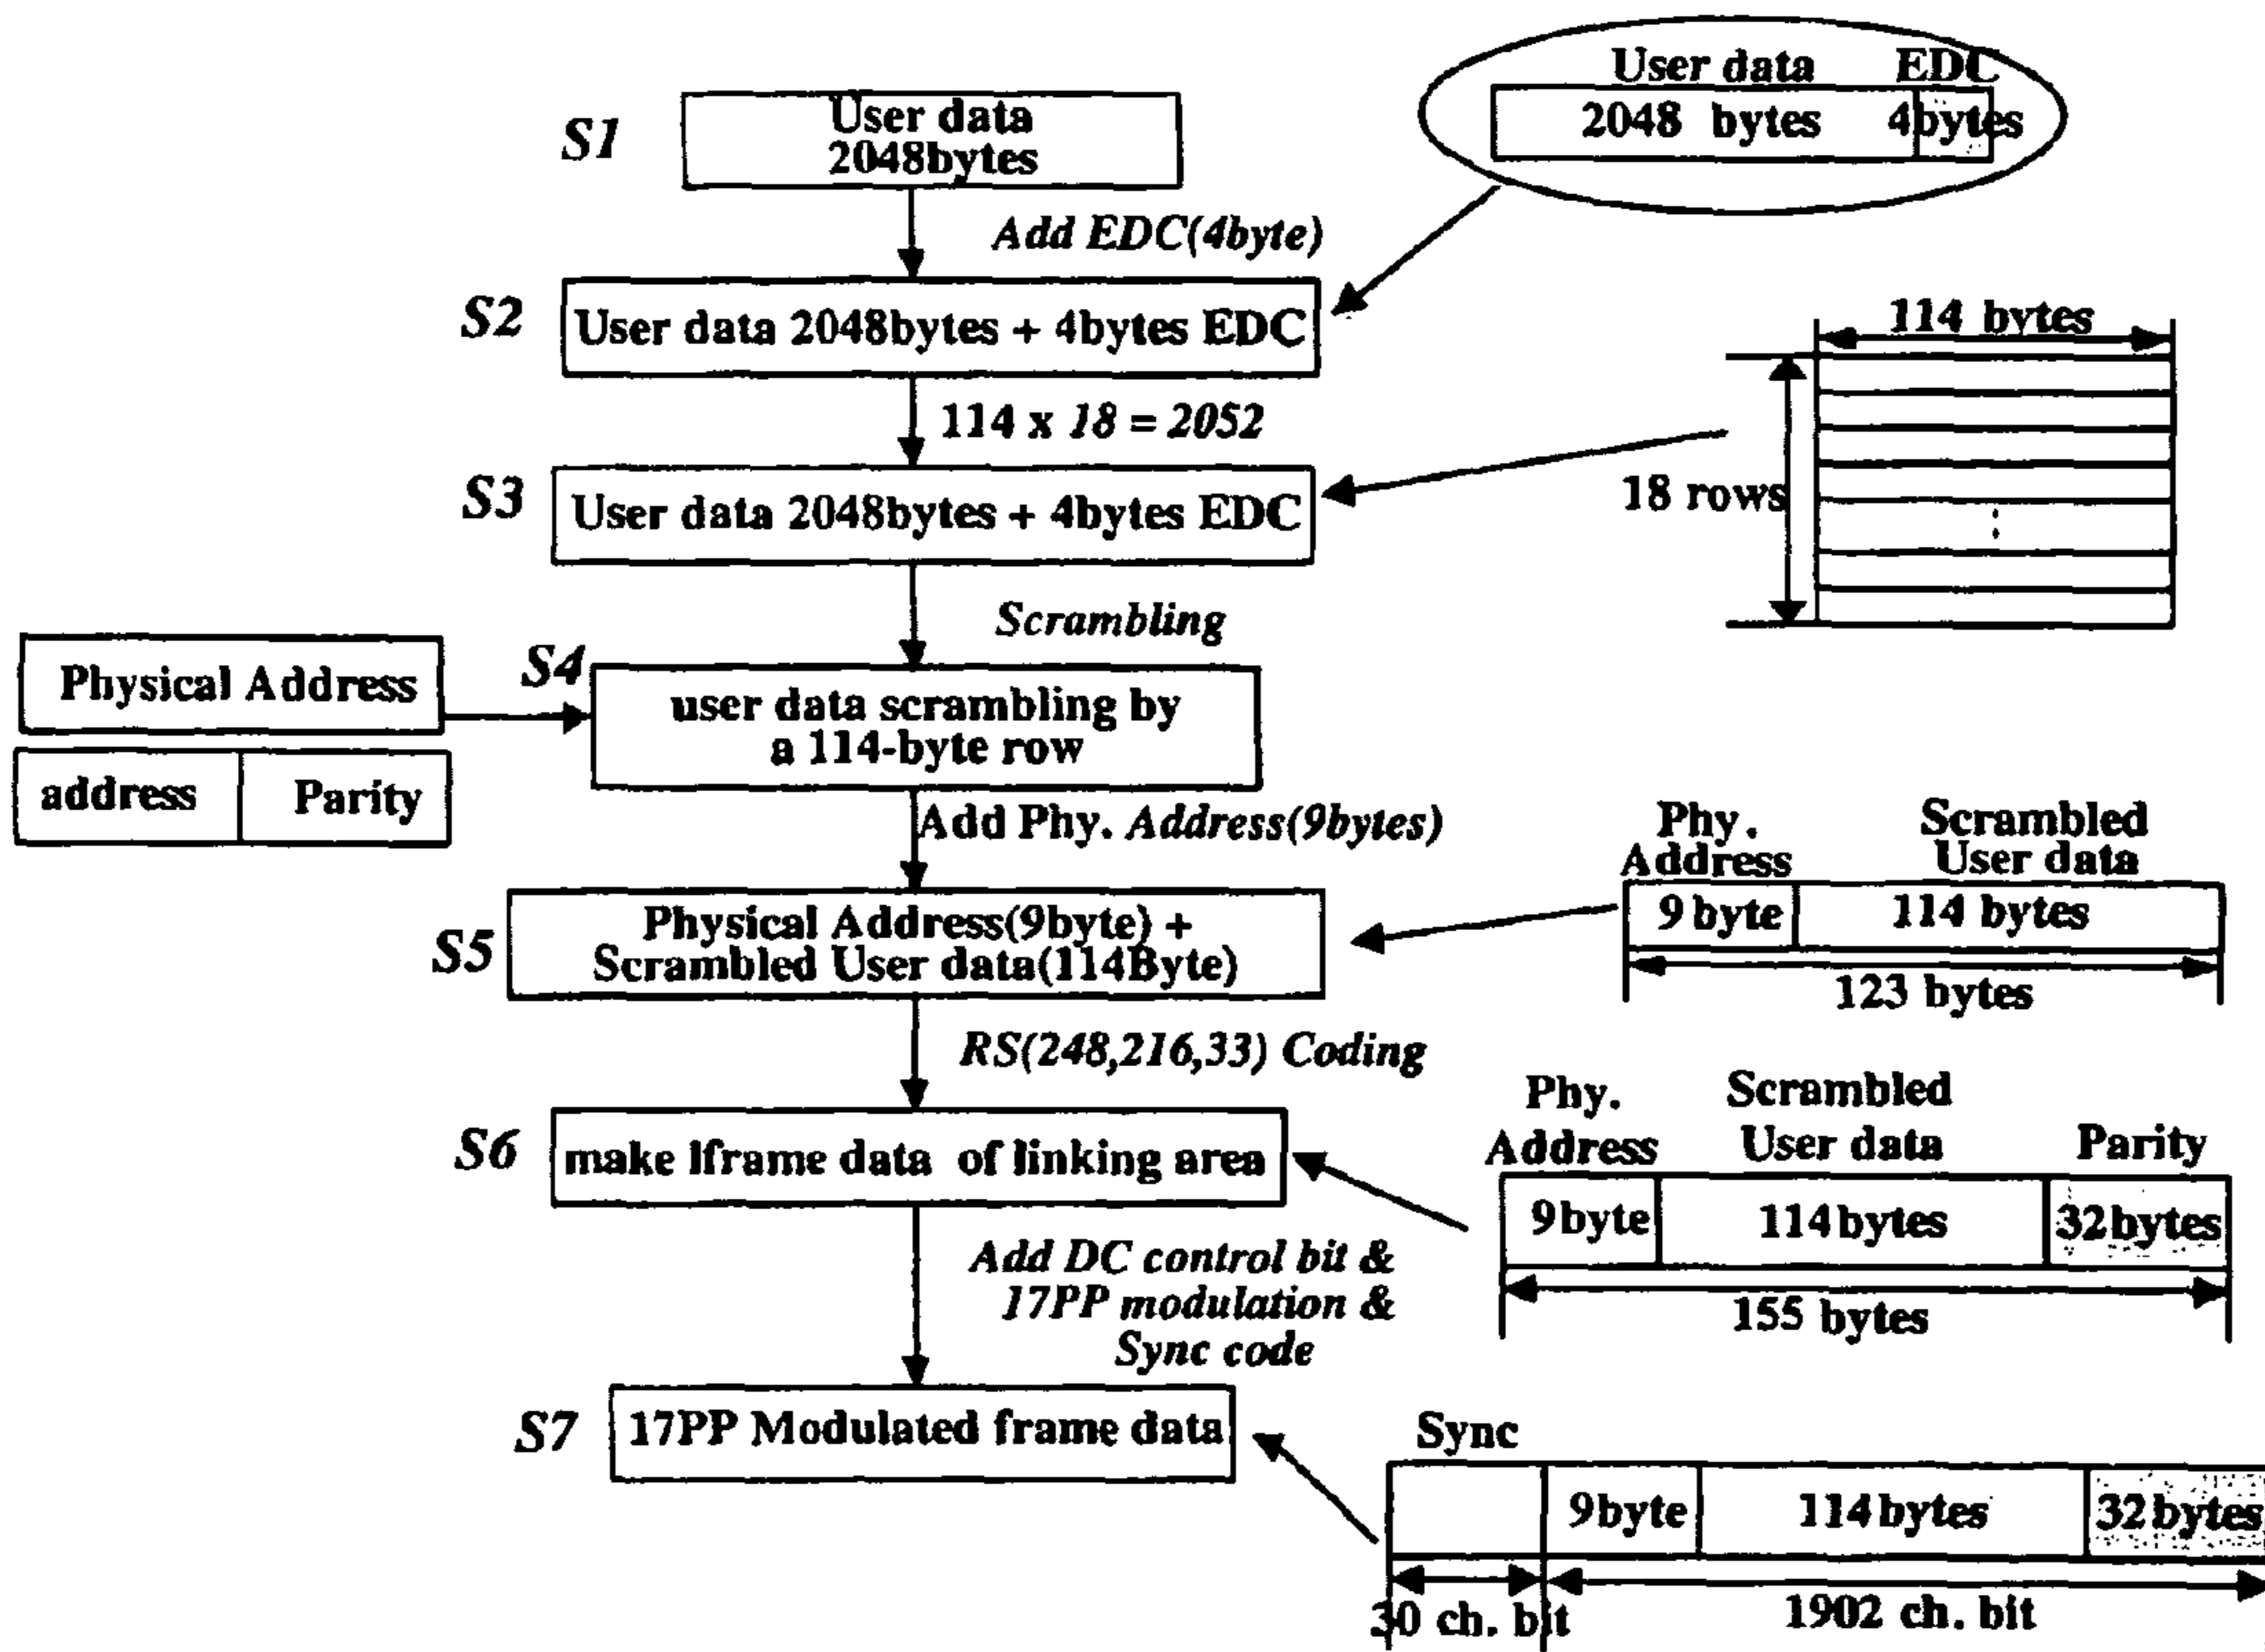 User data EDC
2048 bytes 4bytes
S1
User data
2048bytes
Add EDC(4byte)
S2
User data 2048bytes + 4bytes EDC
114 x 18 = 2052
114 bytes
18 rows
S3
User data 2048bytes + 4bytes EDC
Scrambling
Physical Address
address Parity
S4
user data scrambling by
a 114-byte row
Add Phy. Address(9bytes)
Phy.
Address
Scrambled
User data
9 byte 114 bytes
123 bytes
S5
Physical Address(9byte) +
Scrambled User data(114Byte)
RS(248,216,33) Coding
Phy.
Address
Scrambled
User data
Parity
9byte 114bytes 32bytes
155 bytes
S6
make 1frame data of linking area
Add DC control bit &
17PP modulation &
Sync code
S7
17PP Modulated frame data
Sync
9byte 114bytes 32bytes
30 ch. bit 1902 ch. bit